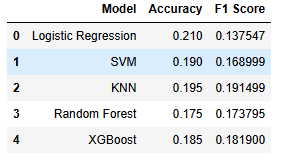 Model Accuracy F1 Score
0 Logistic Regression 0.210 0.137547
1 SVM 0.190 0.168999
2 KNN 0.195 0.191499
3 Random Forest 0.175 0.173795
4 XGBoost 0.185 0.181900